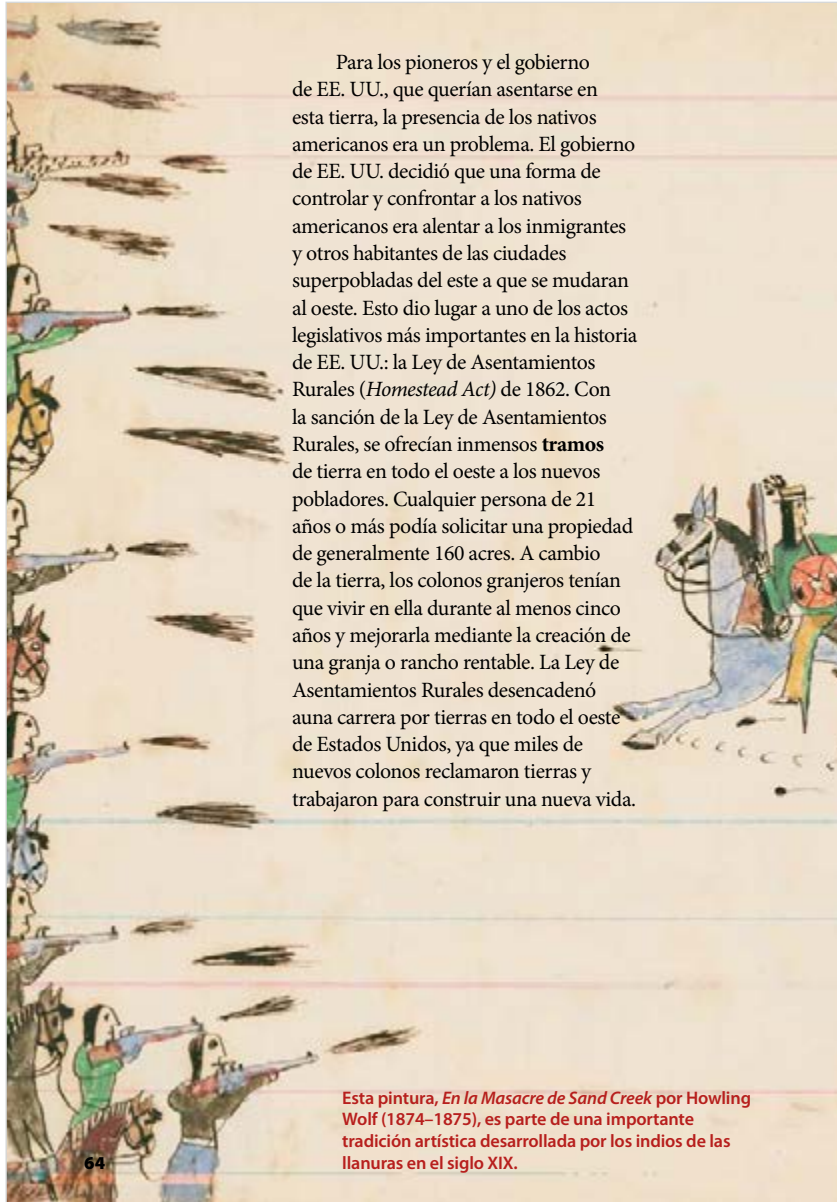 Para los pioneros y el gobierno
de EE. UU., que querían asentarse en
esta tierra, la presencia de los nativos
americanos era un problema. El gobierno
de EE. UU. decidió que una forma de
controlar y confrontar a los nativos
americanos era alentar a los inmigrantes
y otros habitantes de las ciudades
superpobladas del este a que se mudaran
al oeste. Esto dio lugar a uno de los actos
legislativos más importantes en la historia
de EE. UU.: la Ley de Asentamientos
Rurales (Homestead Act) de 1862. Con
la sanción de la Ley de Asentamientos
Rurales, se ofrecían inmensos tramos
de tierra en todo el oeste a los nuevos
pobladores. Cualquier persona de 21
años o más podía solicitar una propiedad
de generalmente 160 acres. A cambio
de la tierra, los colonos granjeros tenían
que vivir en ella durante al menos cinco
años y mejorarla mediante la creación de
una granja o rancho rentable. La Ley de
Asentamientos Rurales desencadenó
auna carrera por tierras en todo el oeste
de Estados Unidos, ya que miles de
nuevos colonos reclamaron tierras y
trabajaron para construir una nueva vida.
Esta pintura, En la Masacre de Sand Creek por Howling
Wolf (1874–1875), es parte de una importante
tradición artística desarrollada por los indios de las
llanuras en el siglo XIX.
64